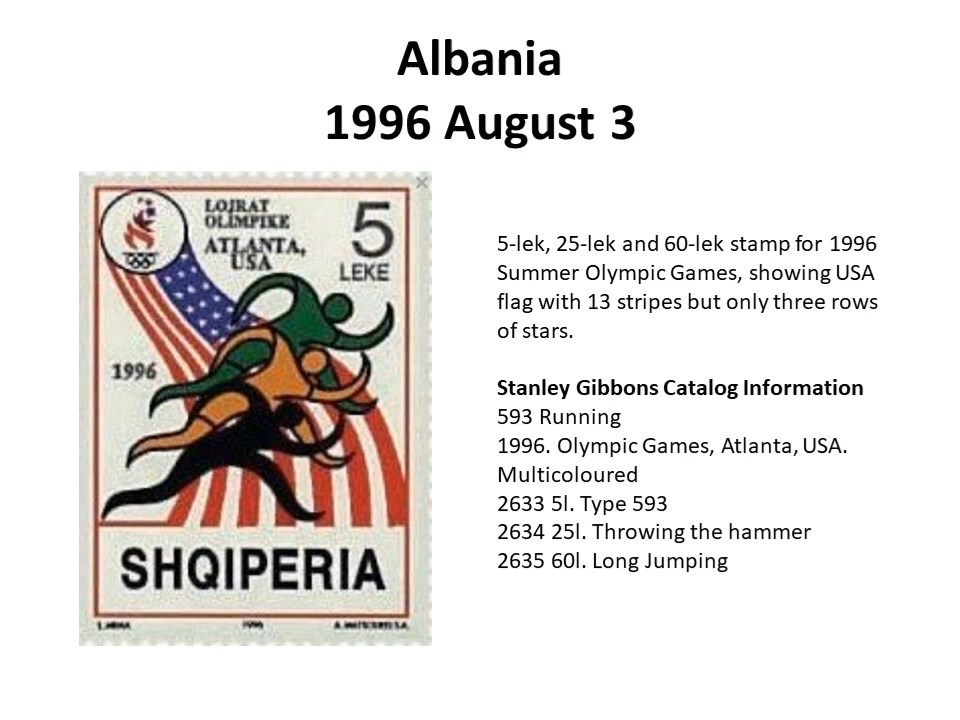 Albania
1996 August 3
LOJRAT
OLIMPIKE
ATLANTA,
USA
5
LEKE
1996
SHQIPERIA
1996
5-lek, 25-lek and 60-lek stamp for 1996
Summer Olympic Games, showing USA
flag with 13 stripes but only three rows
of stars.
Stanley Gibbons Catalog Information
593 Running
1996. Olympic Games, Atlanta, USA.
Multicoloured
2633 5l. Type 593
2634 25l. Throwing the hammer
2635 60l. Long Jumping